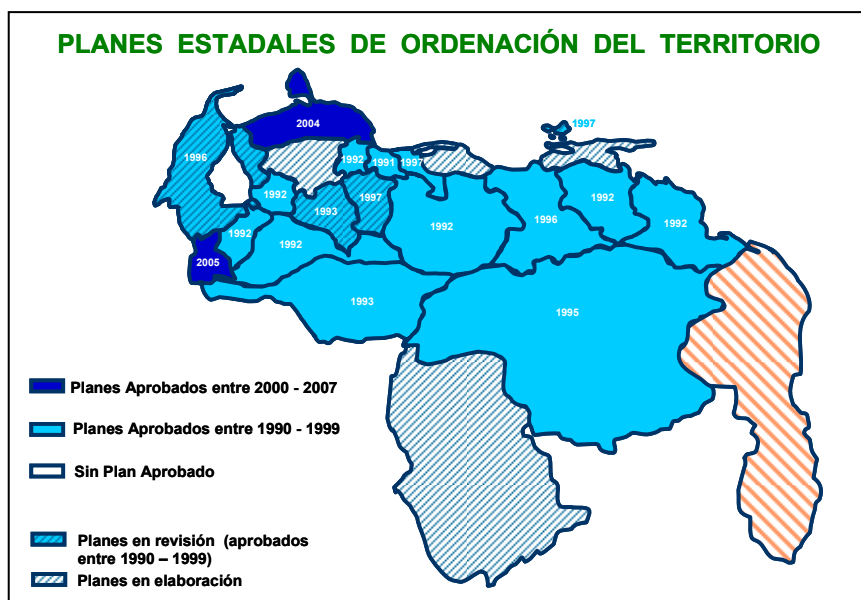 PLANES ESTADALES DE ORDENACIÓN DEL TERRITORIO
2004
1997
1996
1992
1991
1997
1992
1993
1997
1992
1996
1992
1992
1992
1992
2005
1993
1995
Planes Aprobados entre 2000 - 2007
Planes Aprobados entre 1990 - 1999
Sin Plan Aprobado
Planes en revisión (aprobados
entre 1990 – 1999)
Planes en elaboración